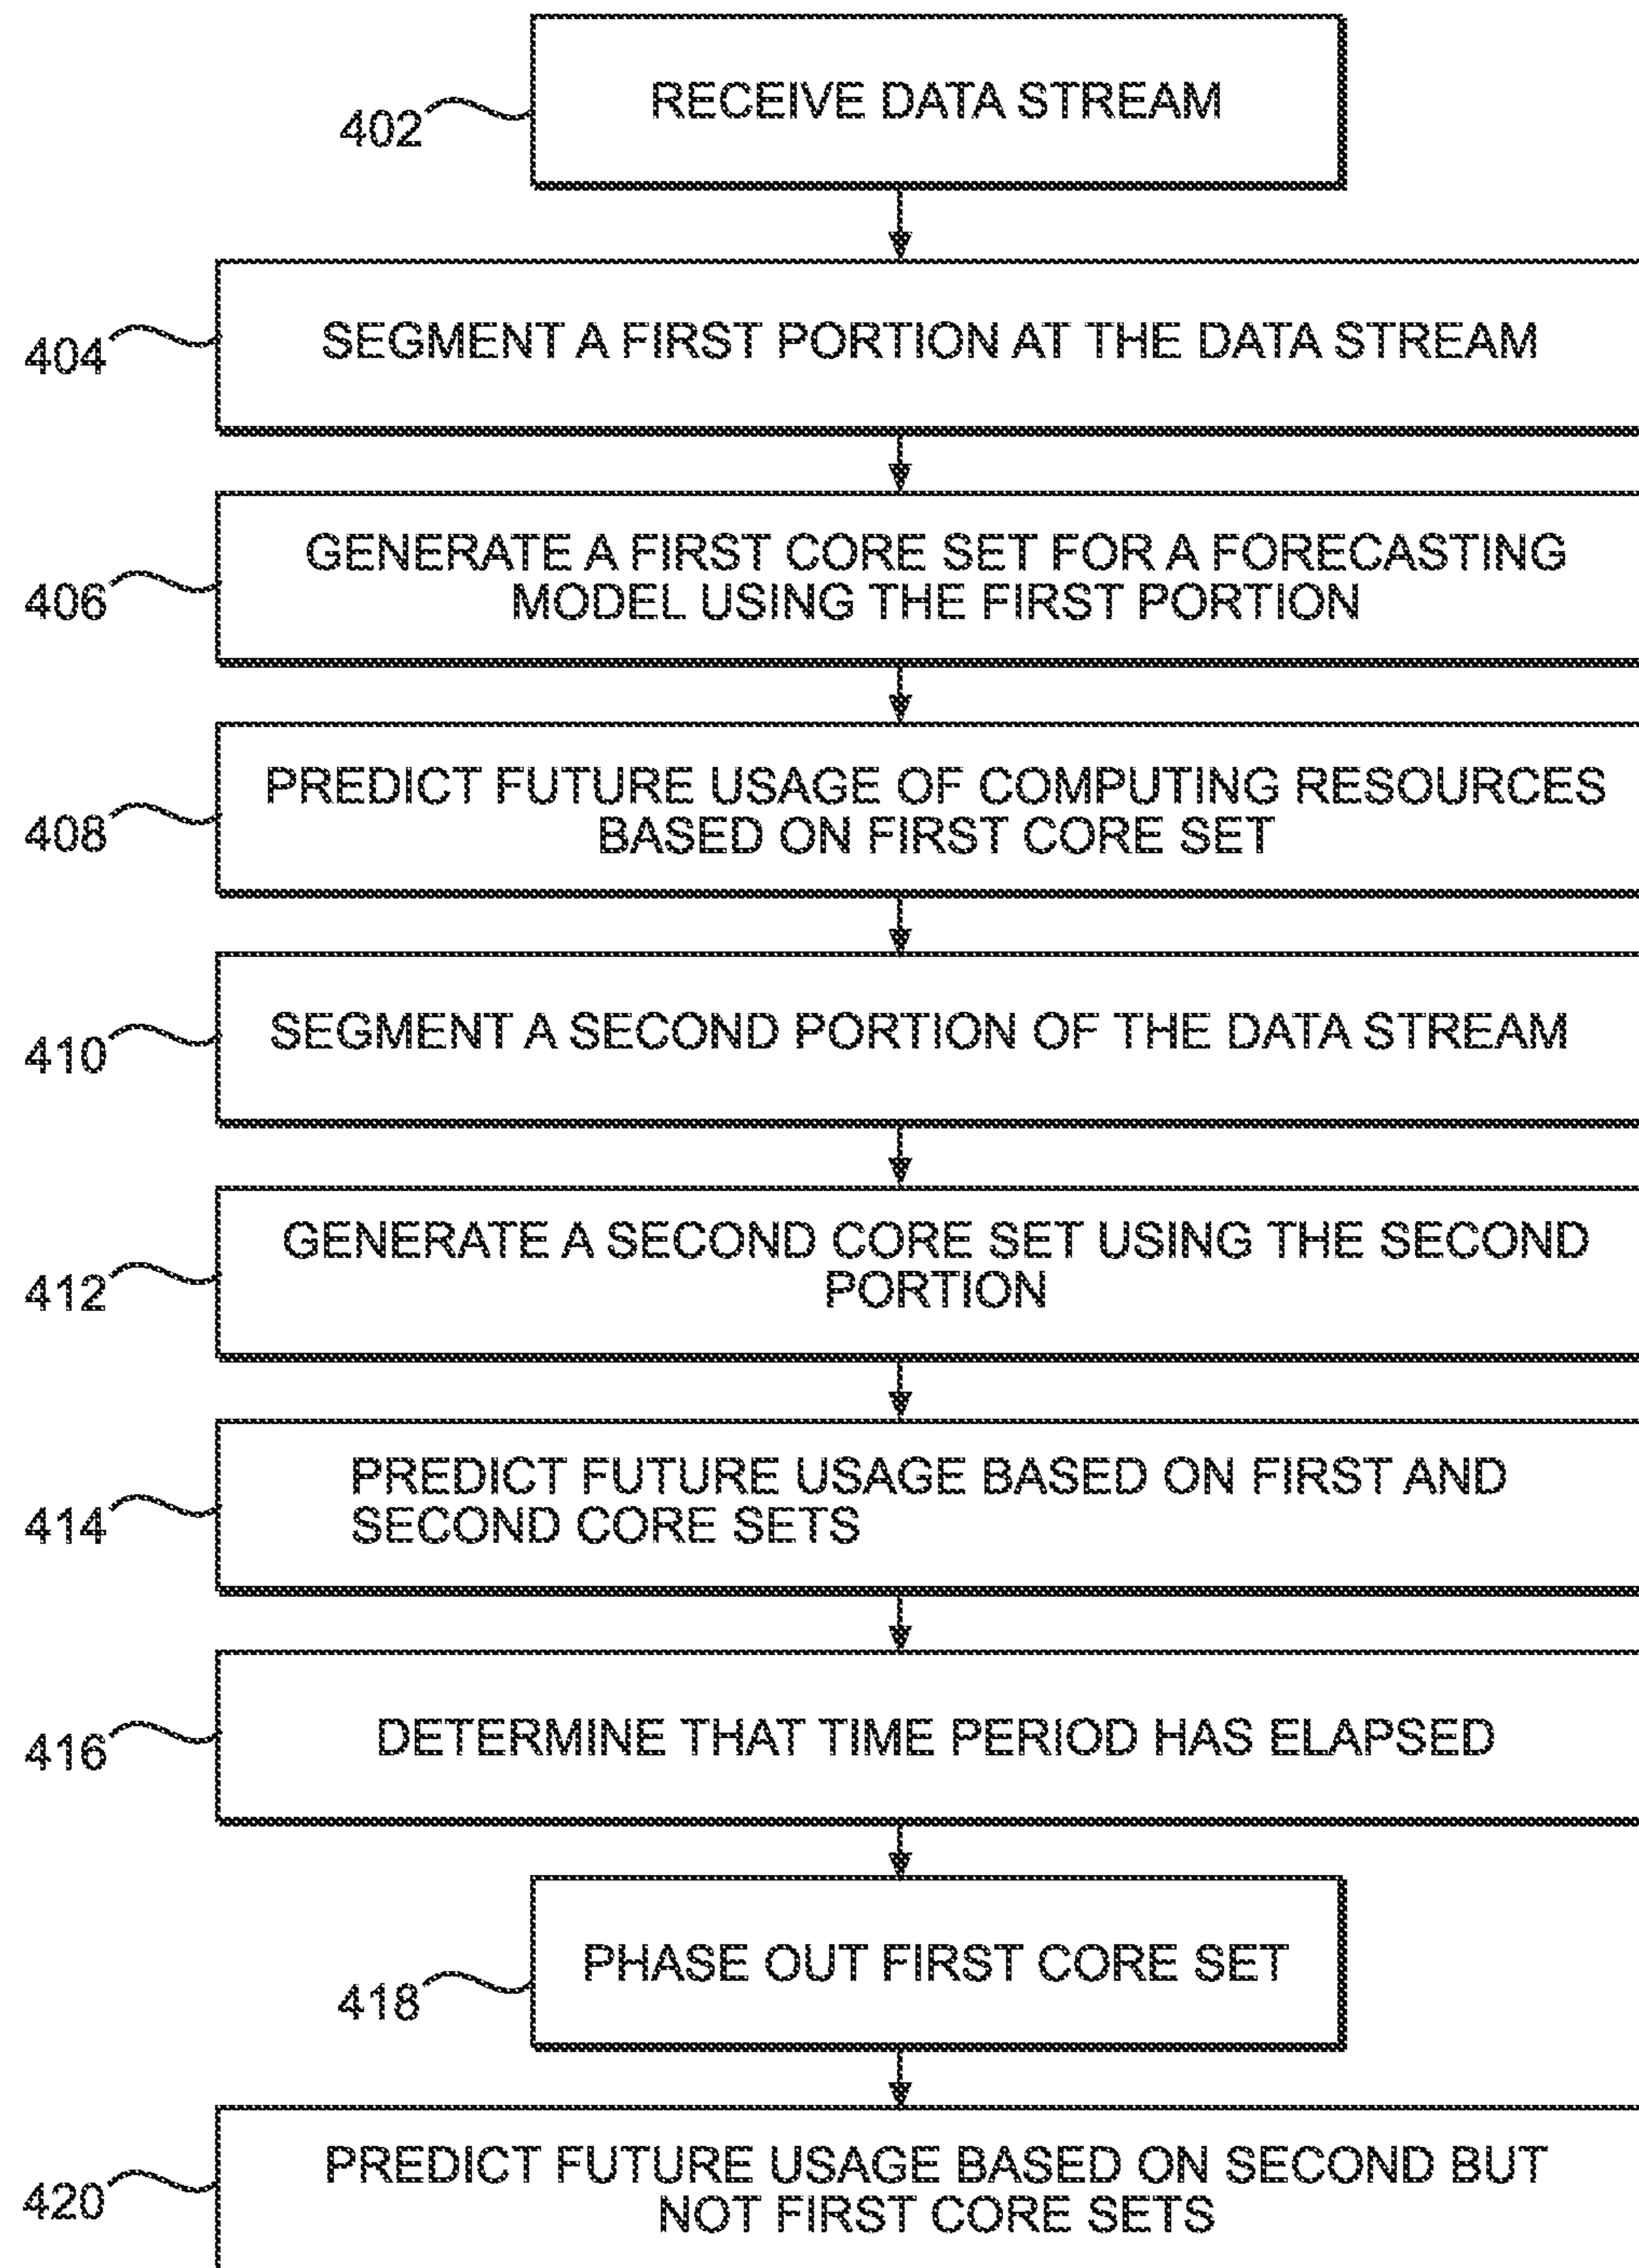 RECEIVE DATA STREAM
402
SEGMENT A FIRST PORTION AT THE DATA STREAM
404
GENERATE A FIRST CORE SET FOR A FORECASTING
MODEL USING THE FIRST PORTION
406
PREDICT FUTURE USAGE OF COMPUTING RESOURCES
BASED ON FIRST CORE SET
408
SEGMENT A SECOND PORTION OF THE DATA STREAM
410
GENERATE A SECOND CORE SET USING THE SECOND
PORTION
412
PREDICT FUTURE USAGE BASED ON FIRST AND
SECOND CORE SETS
414
DETERMINE THAT TIME PERIOD HAS ELAPSED
416
PHASE OUT FIRST CORE SET
418
PREDICT FUTURE USAGE BASED ON SECOND BUT
NOT FIRST CORE SETS
420